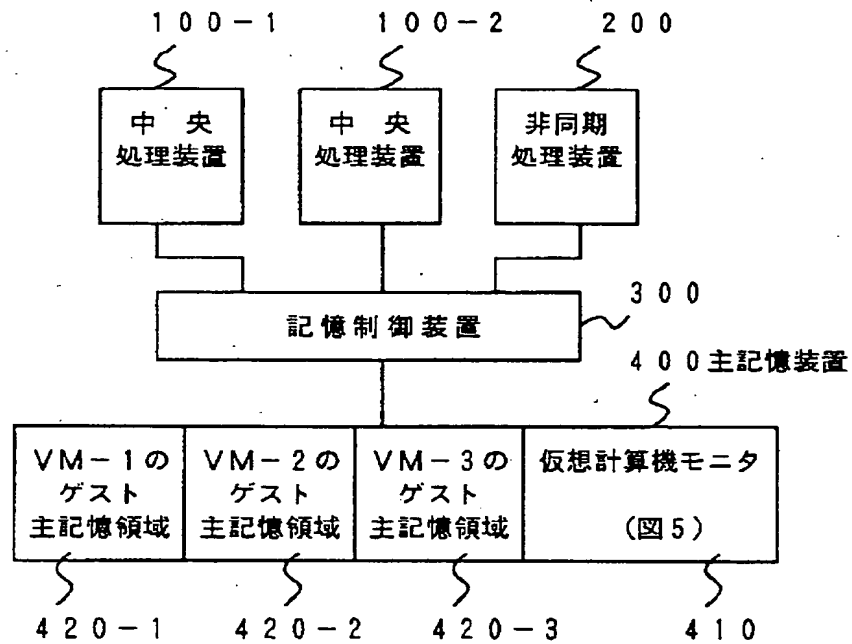 100-1 100-2 200
中央
処理装置
中央
処理装置
非同期
処理装置
300
記憶制御装置
400主記憶装置
VM-1の
ゲスト
主記憶領域
VM-2の
ゲスト
主記憶領域
VM-3の
ゲスト
主記憶領域
仮想計算機モニタ
(図5)
420-1 420-2 420-3 410